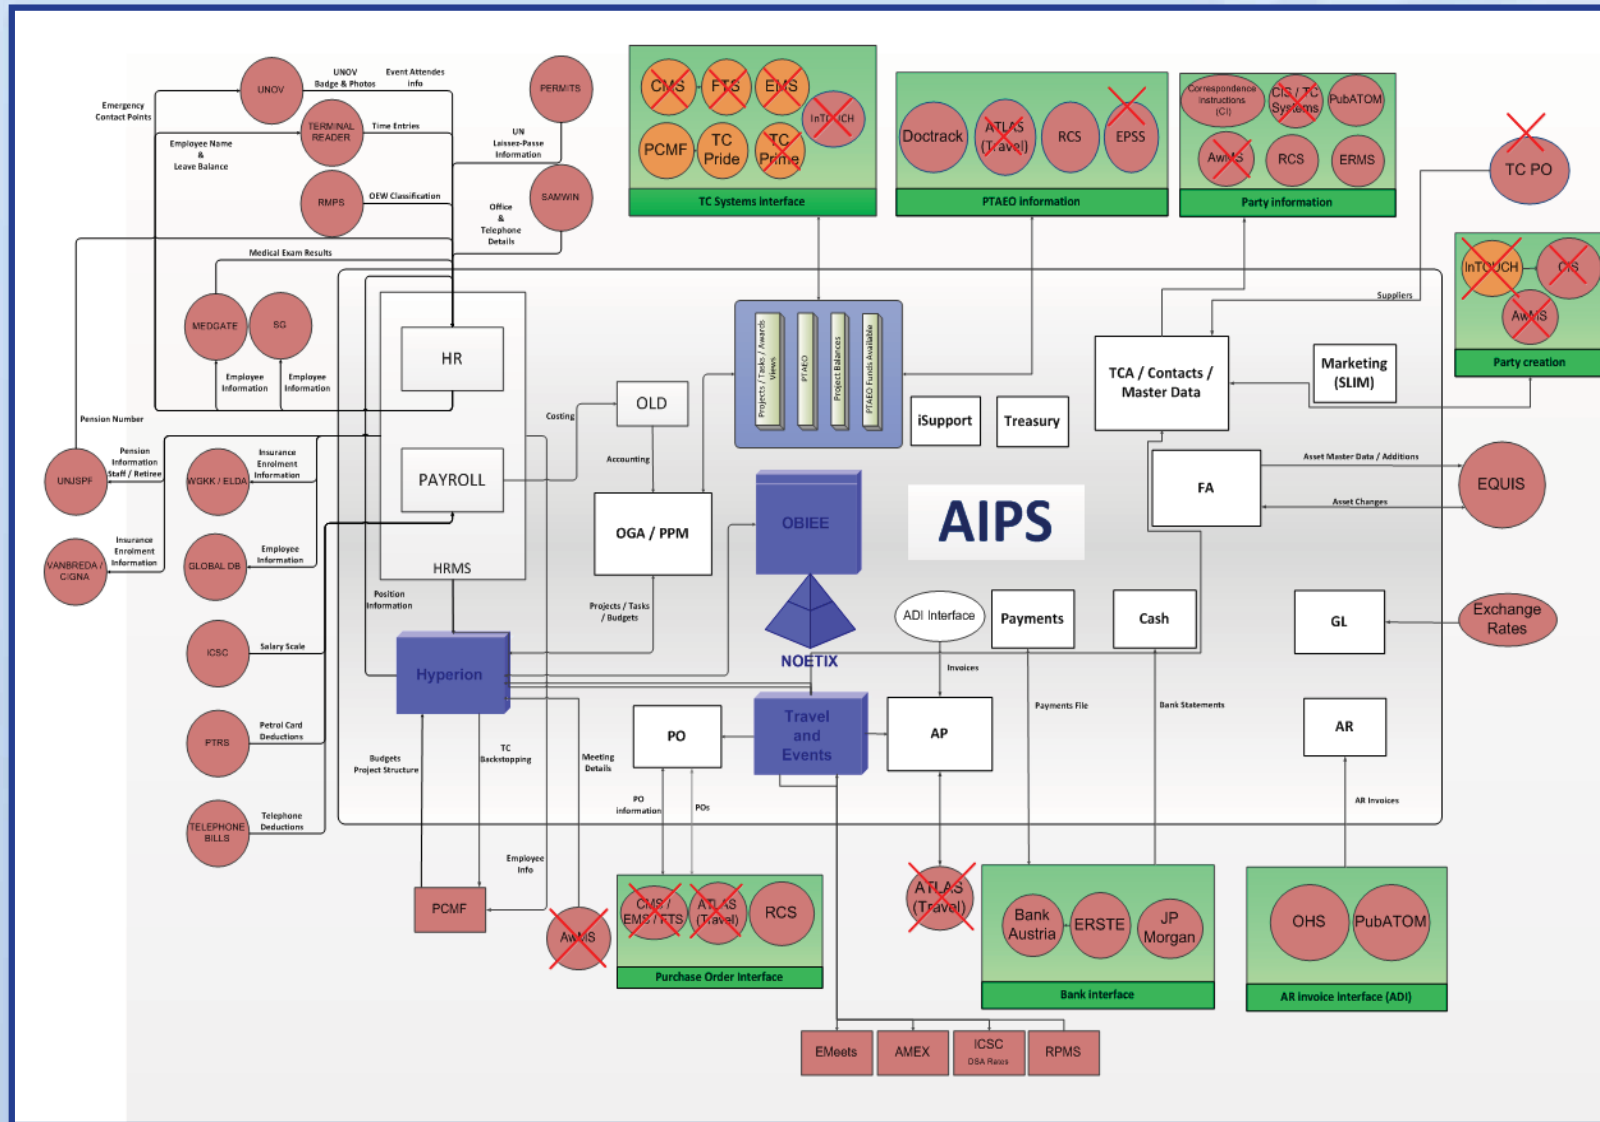 UNOV
Badge & Photos
Event Attendes
info
Emergency
Contact Points
UNOV
PERMITS
TERMINAL
READER
Time Entries
Employee Name
&
Leave Balance
UN
Laissez-Passe
Information
RMPS
OEW Classification
SAMWIN
Office
&
Telephone
Details
Medical Exam Results
MEDGATE
SG
Employee
Information
Employee
Information
Pension Number
CMS
FTS
EMS
InTOUCH
PCMF
TC
Pride
TC
Prime
TC Systems interface
Doctrack
ATLAS
(Travel)
RCS
EPSS
PTAEO information
Correspondence
Instructions
(CI)
CIS / TC
Systems
PubATOM
AwMS
RCS
ERMS
Party information
TC PO
Suppliers
InTOUCH
CIS
AwMS
Party creation
HR
PAYROLL
HRMS
Costing
OLD
Accounting
OGA / PPM
Projects / Tasks
/ Budgets
Projects / Tasks / Awards
Views
PTAEO
Project Balances
PTAEO Funds Available
iSupport
Treasury
TCA / Contacts /
Master Data
Marketing
(SLIM)
FA
Asset Master Data / Additions
Asset Changes
EQUIS
AIPS
OBIEE
NOETIX
Pension
Information
Staff / Retiree
UNJSPF
Insurance
Enrolment
Information
WGKK / ELDA
Insurance
Enrolment
Information
VANBREDA /
CIGNA
Employee
Information
GLOBAL DB
ICSC
Salary Scale
PTRS
Petrol Card
Deductions
TELEPHONE
BILLS
Telephone
Deductions
Position
Information
Hyperion
ADI Interface
Invoices
Payments
Cash
GL
Exchange
Rates
Payments File
Bank Statements
AR
AR Invoices
PO
Travel
and
Events
AP
Budgets
Project Structure
TC
Backstopping
Meeting
Details
PO
information
POs
Employee
Info
PCMF
AwMS
CMS /
EMS / FTS
ATLAS
(Travel)
RCS
Purchase Order Interface
ATLAS
(Travel)
Bank
Austria
ERSTE
JP
Morgan
Bank interface
OHS
PubATOM
AR invoice interface (ADI)
EMeets
AMEX
ICSC
DSA Rates
RPMS